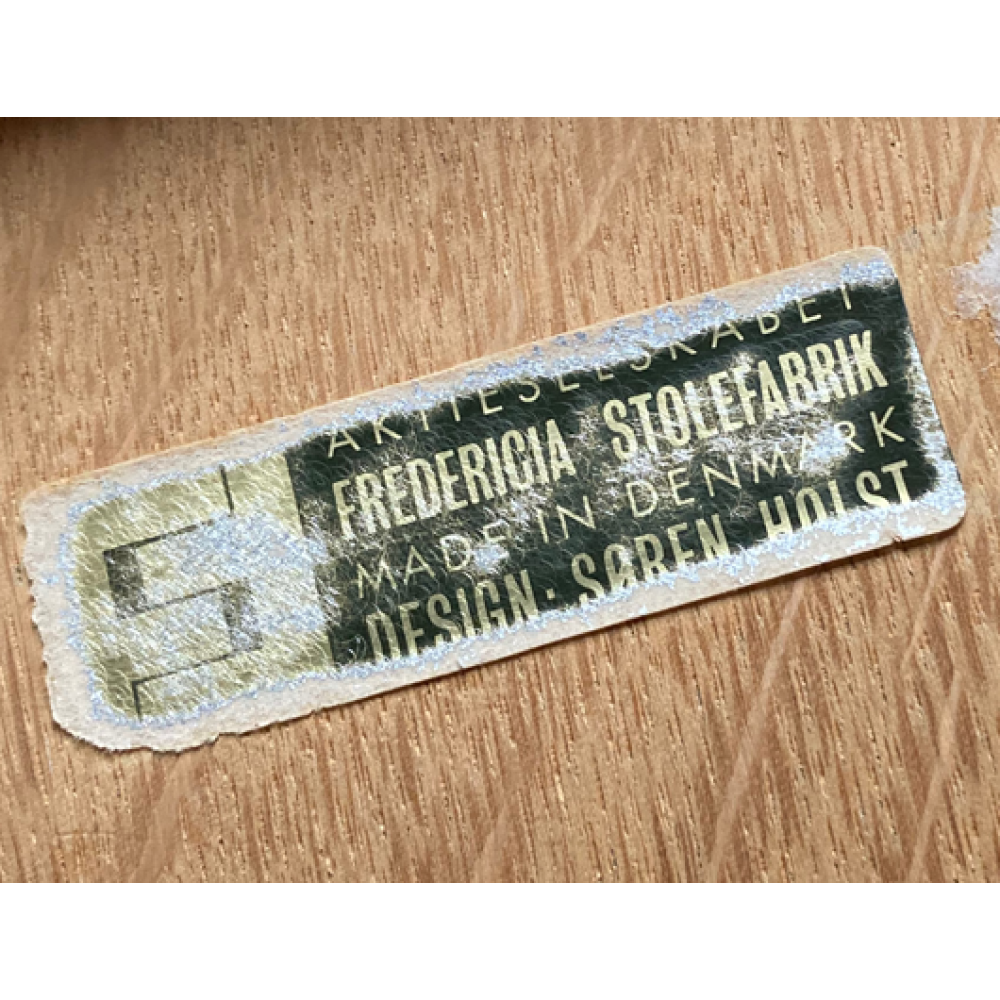 AKTIESELSKABET
FREDERICIA STOLEFABRIK
MADE IN DENMARK
DESIGN: SØREN HOLST